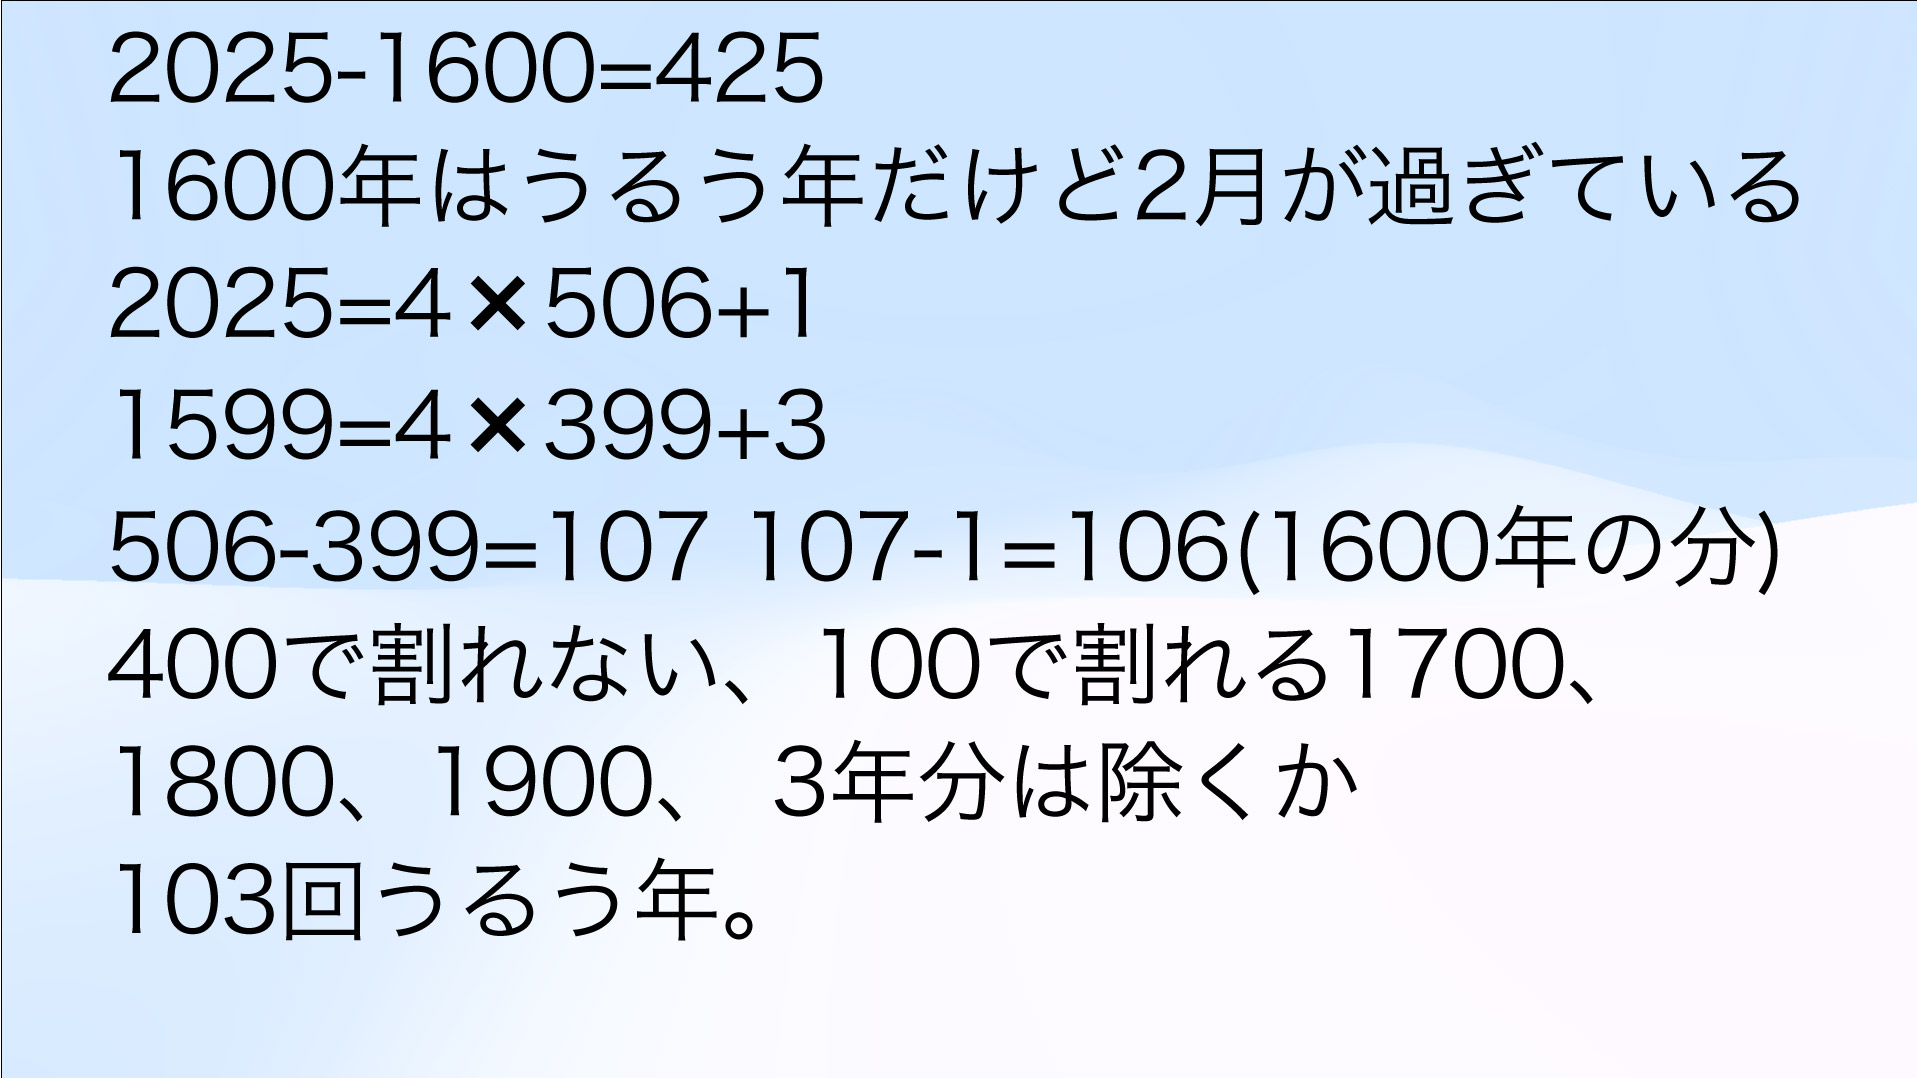 2025-1600=425
1600年はうるう年だけど2月が過ぎている
2025=4✖506+1
1599=4✖399+3
506-399=107 107-1=106(1600年の分)
400で割れない、100で割れる1700、
1800、1900、 3年分は除くか
103回うるう年。